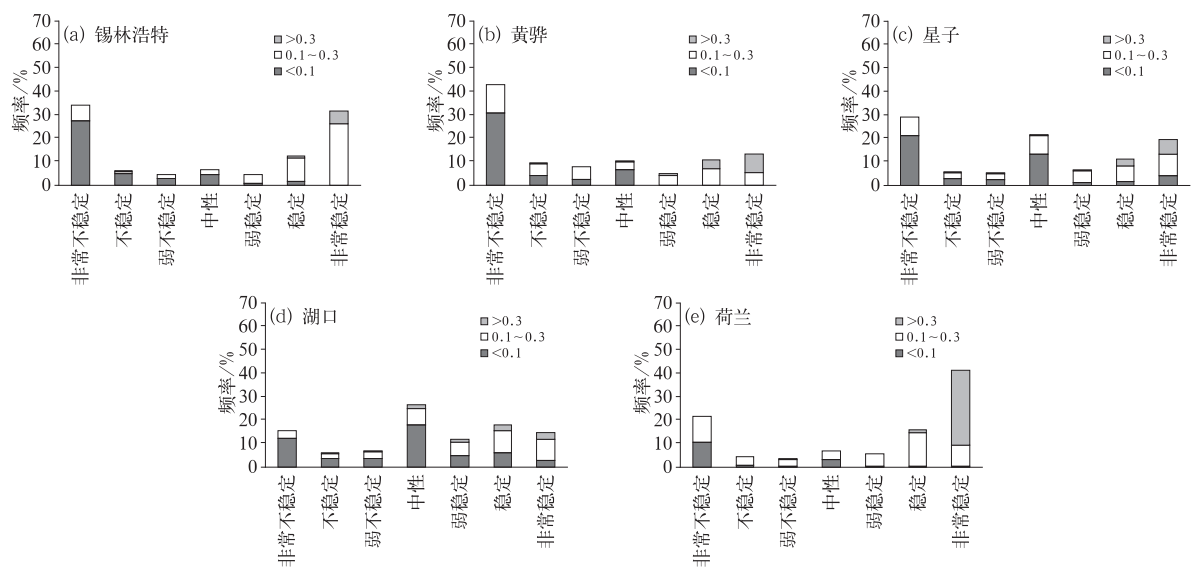 (a) 锡林浩特
频率/%
70
60
50
40
30
20
10
0
>0.3
0.1~0.3
<0.1
非常不稳定
不稳定
弱不稳定
中性
弱稳定
稳定
非常稳定
(b) 黄骅
频率/%
70
60
50
40
30
20
10
0
>0.3
0.1~0.3
<0.1
非常不稳定
不稳定
弱不稳定
中性
弱稳定
稳定
非常稳定
(c) 星子
频率/%
70
60
50
40
30
20
10
0
>0.3
0.1~0.3
<0.1
非常不稳定
不稳定
弱不稳定
中性
弱稳定
稳定
非常稳定
(d) 湖口
频率/%
70
60
50
40
30
20
10
0
>0.3
0.1~0.3
<0.1
非常不稳定
不稳定
弱不稳定
中性
弱稳定
稳定
非常稳定
(e) 荷兰
频率/%
70
60
50
40
30
20
10
0
>0.3
0.1~0.3
<0.1
非常不稳定
不稳定
弱不稳定
中性
弱稳定
稳定
非常稳定